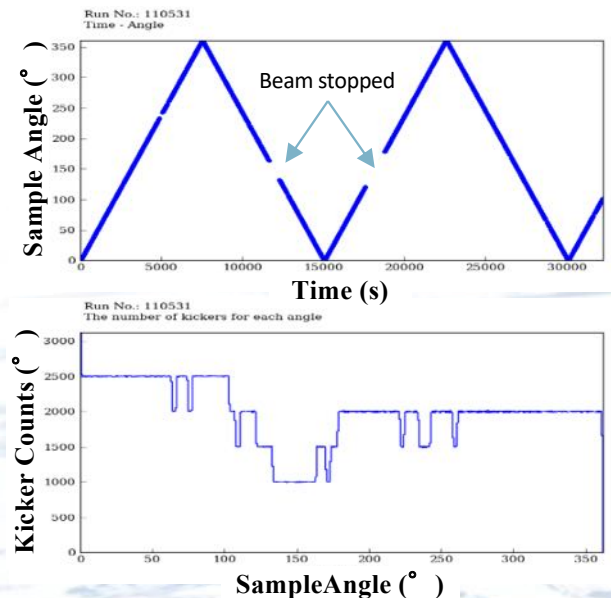 Run No.: 110531
Time - Angle
350
300
250
200
150
100
50
0
Sample Angle (°)
Beam stopped
0 5000 10000 15000 20000 25000 30000
Time (s)
Run No.: 110531
The number of kickers for each angle
3000
2500
2000
1500
1000
500
0
Kicker Counts (°)
0 50 100 150 200 250 300 350
SampleAngle (°)